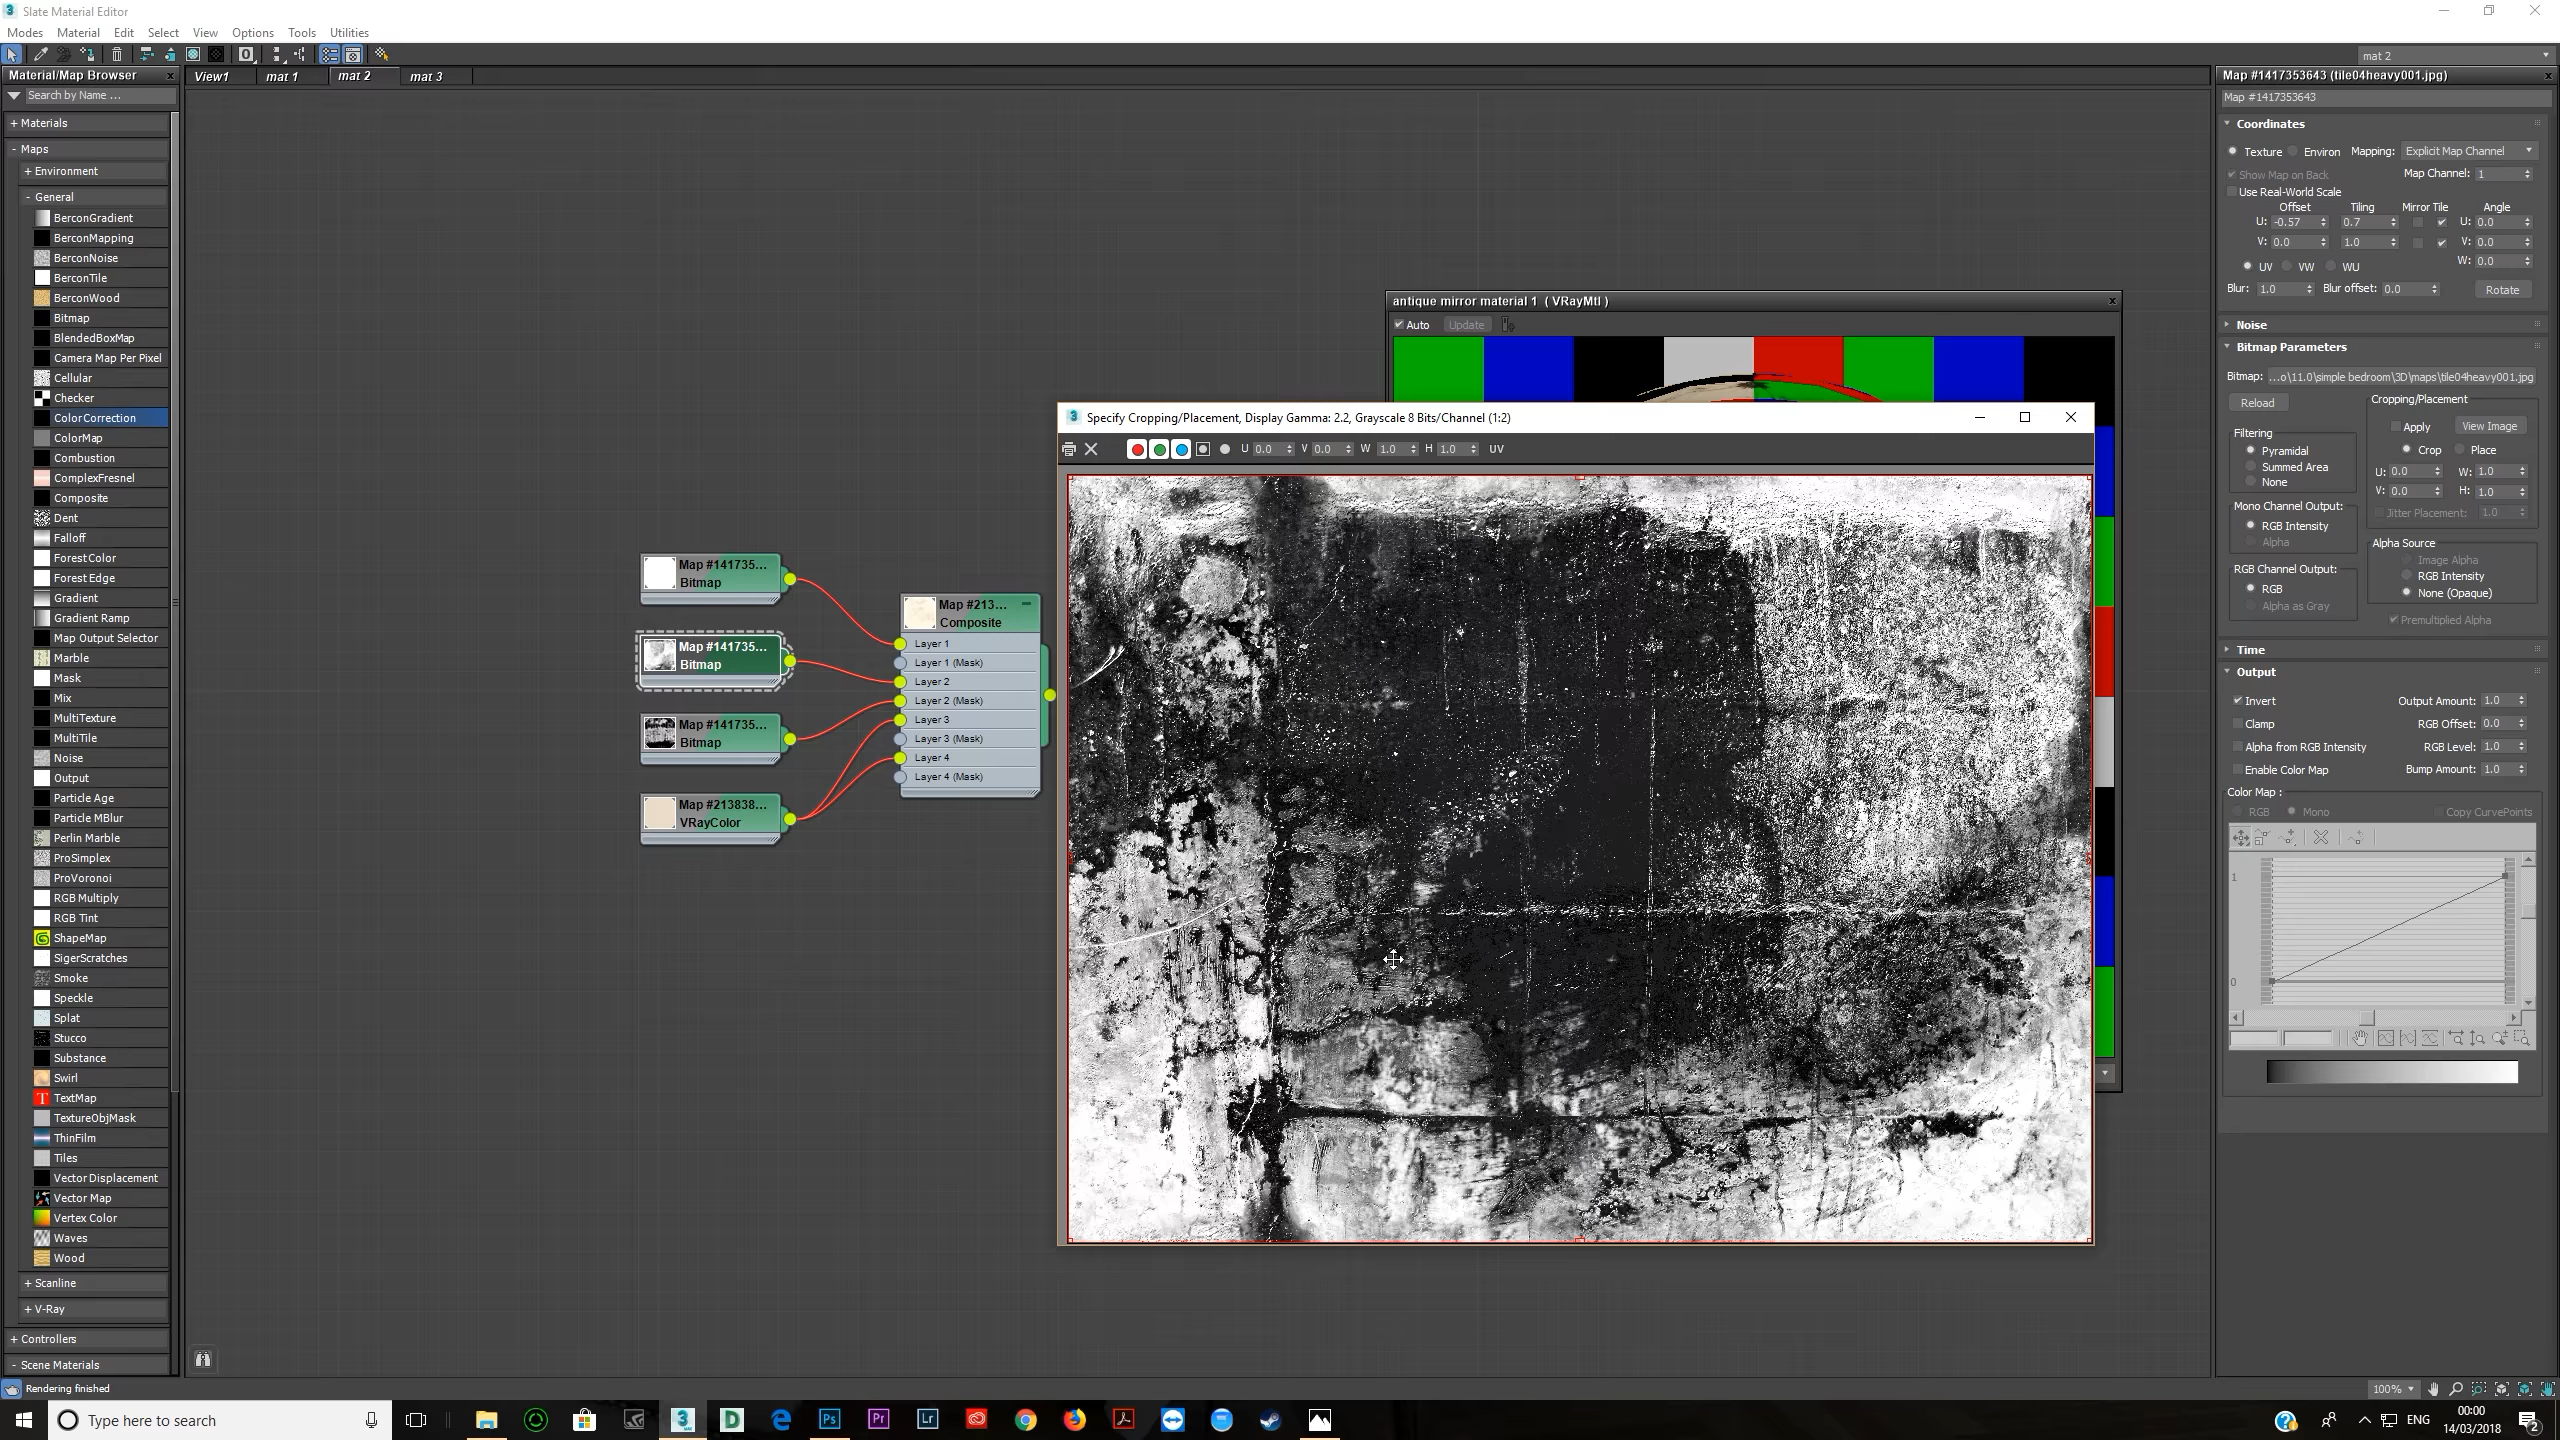 Slate Material Editor
Modes Material Edit Select View Options Tools Utilities
mat 2
Material/Map Browser
View1 mat 1 mat 2 mat 3
Search by Name ...
+ Materials
- Maps
+ Environment
- General
BerconGradient
BerconMapping
BerconNoise
BerconTile
BerconWood
Bitmap
BlendedBoxMap
Camera Map Per Pixel
Cellular
Checker
ColorCorrection
ColorMap
Combustion
ComplexFresnel
Composite
Dent
Falloff
ForestColor
Forest Edge
Gradient
Gradient Ramp
Map Output Selector
Marble
Mask
Mix
MultiTexture
MultiTile
Noise
Output
Particle Age
Particle MBlur
Perlin Marble
ProSimplex
ProVoronoi
RGB Multiply
RGB Tint
ShapeMap
SigerScratches
Smoke
Speckle
Splat
Stucco
Substance
Swirl
TextMap
TextureObjMask
ThinFilm
Tiles
Vector Displacement
Vector Map
Vertex Color
Waves
Wood
+ Scanline
+ V-Ray
+ Controllers
- Scene Materials
Map #141735...
Bitmap
Map #141735...
Bitmap
Map #141735...
Bitmap
Map #213838...
VRayColor
Map #213...
Composite
Layer 1
Layer 1 (Mask)
Layer 2
Layer 2 (Mask)
Layer 3
Layer 3 (Mask)
Layer 4
Layer 4 (Mask)
antique mirror material 1 ( VRayMtl )
Auto Update
Specify Cropping/Placement, Display Gamma: 2.2, Grayscale 8 Bits/Channel (1:2)
U 0.0 V 0.0 W 1.0 H 1.0 UV
Map #1417353643 (tile04heavy001.jpg)
Map #1417353643
Coordinates
Texture Environ Mapping: Explicit Map Channel
Show Map on Back Map Channel: 1
Use Real-World Scale
Offset Tiling Mirror Tile Angle
U: -0.57 0.7 U: 0.0
V: 0.0 1.0 V: 0.0
W: 0.0
UV VW WU
Blur: 1.0 Blur offset: 0.0 Rotate
Noise
Bitmap Parameters
Bitmap: ...o\11.0\simple bedroom\3D\maps\tile04heavy001.jpg
Reload
Cropping/Placement
Apply View Image
Crop Place
U: 0.0 W: 1.0
V: 0.0 H: 1.0
Jitter Placement: 1.0
Filtering
Pyramidal
Summed Area
None
Mono Channel Output:
RGB Intensity
Alpha
RGB Channel Output:
RGB
Alpha as Gray
Alpha Source
Image Alpha
RGB Intensity
None (Opaque)
Premultiplied Alpha
Time
Output
Invert Output Amount: 1.0
Clamp RGB Offset: 0.0
Alpha from RGB Intensity RGB Level: 1.0
Enable Color Map Bump Amount: 1.0
Color Map :
RGB Mono Copy CurvePoints
1
0
Rendering finished
100%
Type here to search
Ps Pr Lr
ENG
00:00
14/03/2018
2